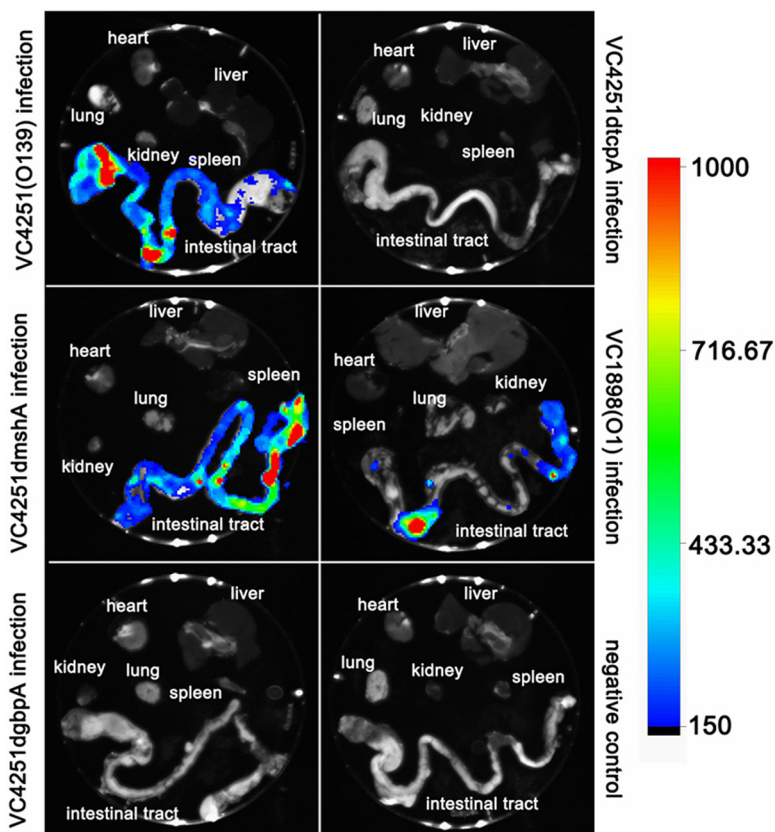 VC4251(O139) infection
heart
liver
lung
kidney
spleen
intestinal tract
VC4251dtcpA infection
heart
liver
lung
kidney
spleen
intestinal tract
VC4251dmshA infection
liver
heart
spleen
lung
kidney
intestinal tract
VC1898(O1) infection
liver
heart
kidney
lung
spleen
intestinal tract
VC4251dgbpA infection
liver
heart
kidney
lung
spleen
intestinal tract
negative control
liver
heart
lung
kidney
spleen
intestinal tract
1000
716.67
433.33
150